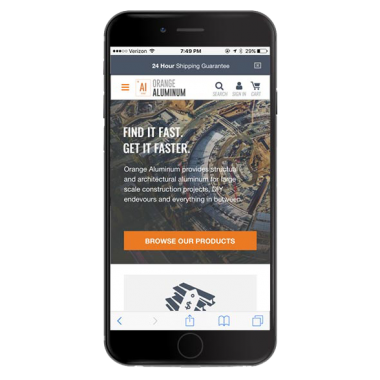 Verizon 7:49 PM 29%
24 Hour Shipping Guarantee
AI ORANGE
ALUMINUM
SEARCH SIGN IN CART
FIND IT FAST.
GET IT FASTER.
Orange Aluminum provides structual
and architectural aluminum for large
scale construction projects, DIY
endevours and everything in between.
BROWSE OUR PRODUCTS
$